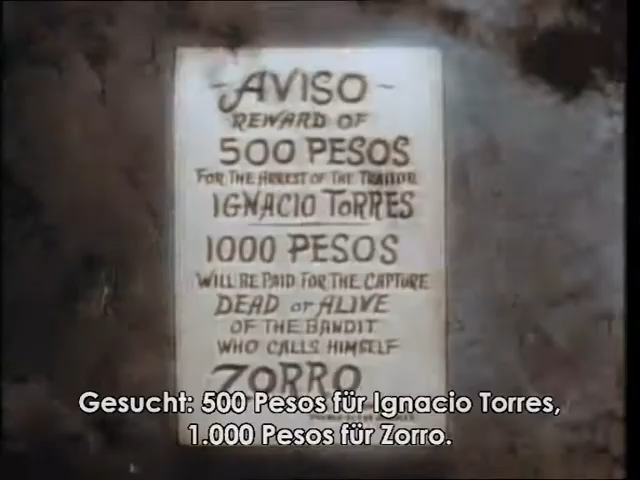 - AVISO -
REWARD OF
500 PESOS
FOR THE ARREST OF THE TRAITOR
IGNACIO TORRES
1000 PESOS
WILL BE PAID FOR THE CAPTURE
DEAD or ALIVE
OF THE BANDIT
WHO CALLS HIMSELF
ZORRO
Gesucht: 500 Pesos für Ignacio Torres,
1.000 Pesos für Zorro.